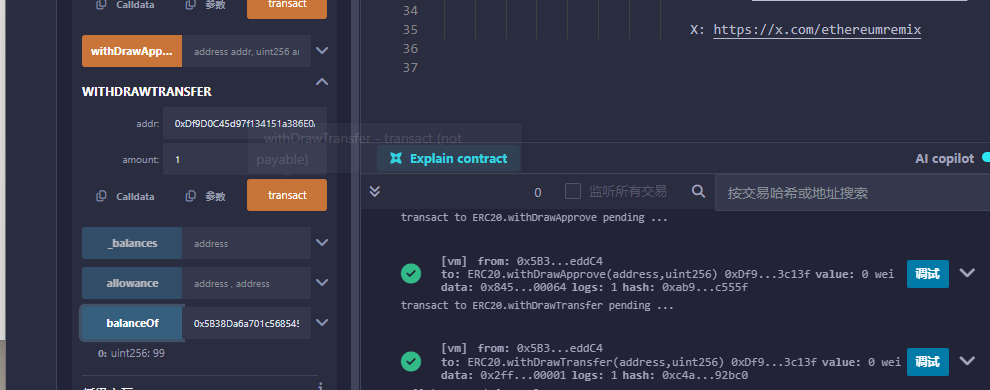 Calldata 参数 transact
withDrawApp... address addr, uint256 an
WITHDRAWTRANSFER
addr: 0xDf9D0C45d97f134151a386E0
amount: 1
withDrawTransfer - transact (not
payable)
Calldata 参数 transact
_balances address
allowance address , address
balanceOf 0x5B38Da6a701c568545
0: uint256: 99
34
35 X: https://x.com/ethereumremix
36
37
Explain contract AI copilot
0 监听所有交易 按交易哈希或地址搜索
transact to ERC20.withDrawApprove pending ...
[vm] from: 0x5B3...eddC4
to: ERC20.withDrawApprove(address,uint256) 0xDf9...3c13f value: 0 wei
data: 0x845...00064 logs: 1 hash: 0xab9...c555f
调试
transact to ERC20.withDrawTransfer pending ...
[vm] from: 0x5B3...eddC4
to: ERC20.withDrawTransfer(address,uint256) 0xDf9...3c13f value: 0 wei
data: 0x2ff...00001 logs: 1 hash: 0xc4a...92bc0
调试